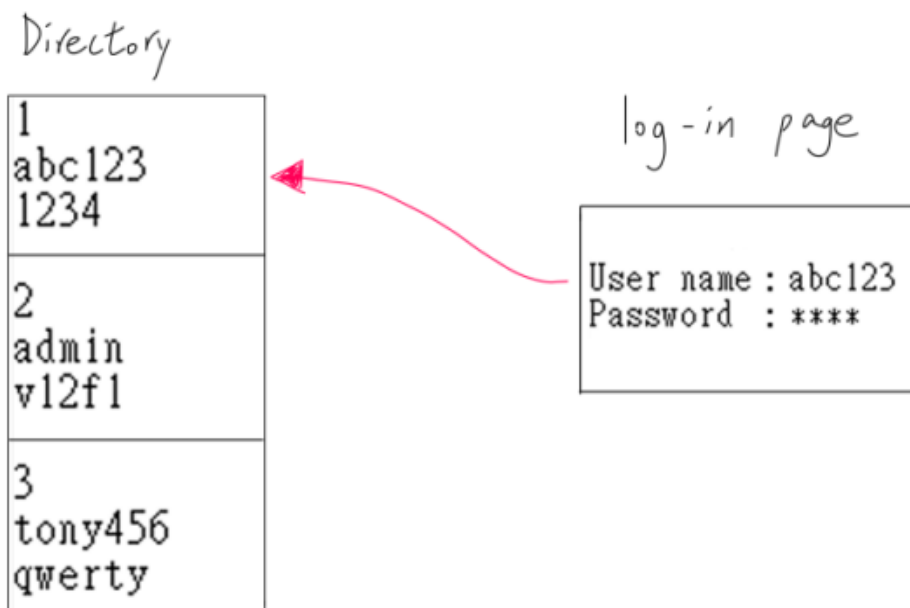 Directory
1
abc123
1234
2
admin
v12f1
3
tony456
qwerty
log-in page
User name : abc123
Password : ****